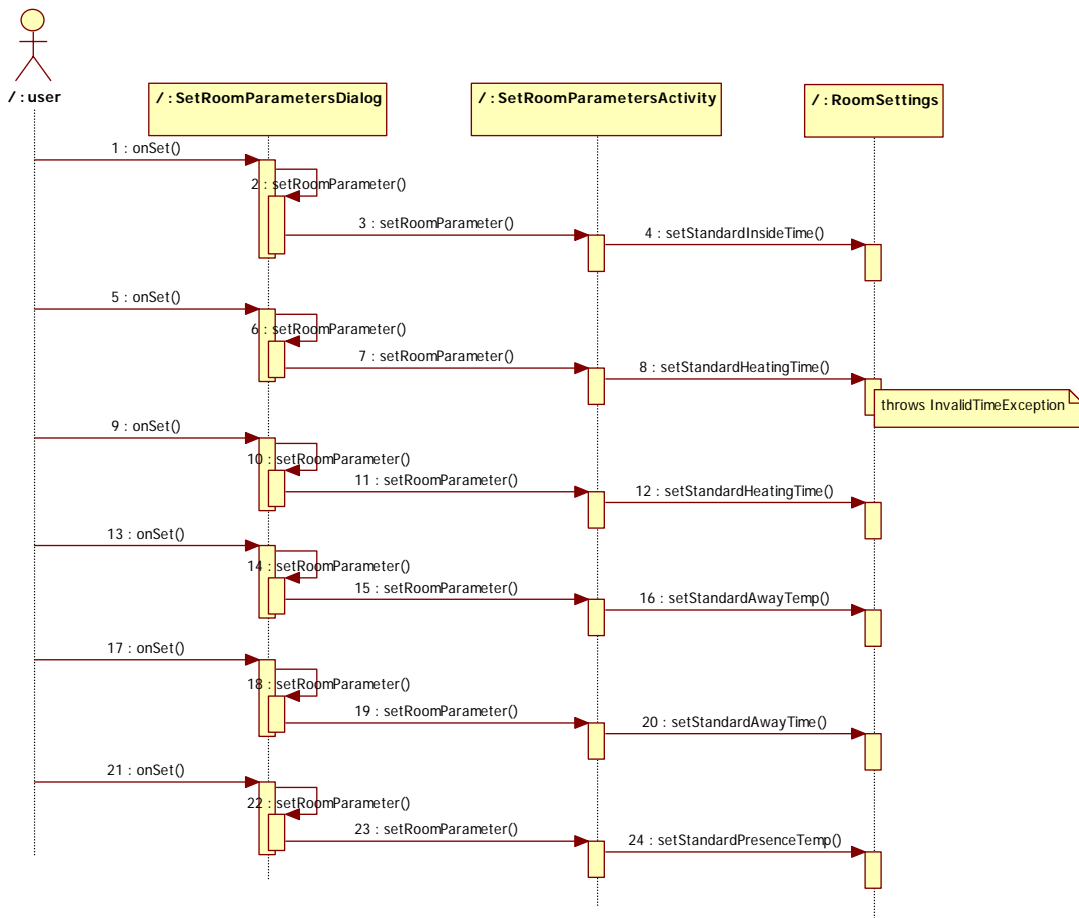 / : user
/ : SetRoomParametersDialog
/ : SetRoomParametersActivity
/ : RoomSettings
1 : onSet()
2 : setRoomParameter()
3 : setRoomParameter()
4 : setStandardInsideTime()
5 : onSet()
6 : setRoomParameter()
7 : setRoomParameter()
8 : setStandardHeatingTime()
throws InvalidTimeException
9 : onSet()
10 : setRoomParameter()
11 : setRoomParameter()
12 : setStandardHeatingTime()
13 : onSet()
14 : setRoomParameter()
15 : setRoomParameter()
16 : setStandardAwayTemp()
17 : onSet()
18 : setRoomParameter()
19 : setRoomParameter()
20 : setStandardAwayTime()
21 : onSet()
22 : setRoomParameter()
23 : setRoomParameter()
24 : setStandardPresenceTemp()